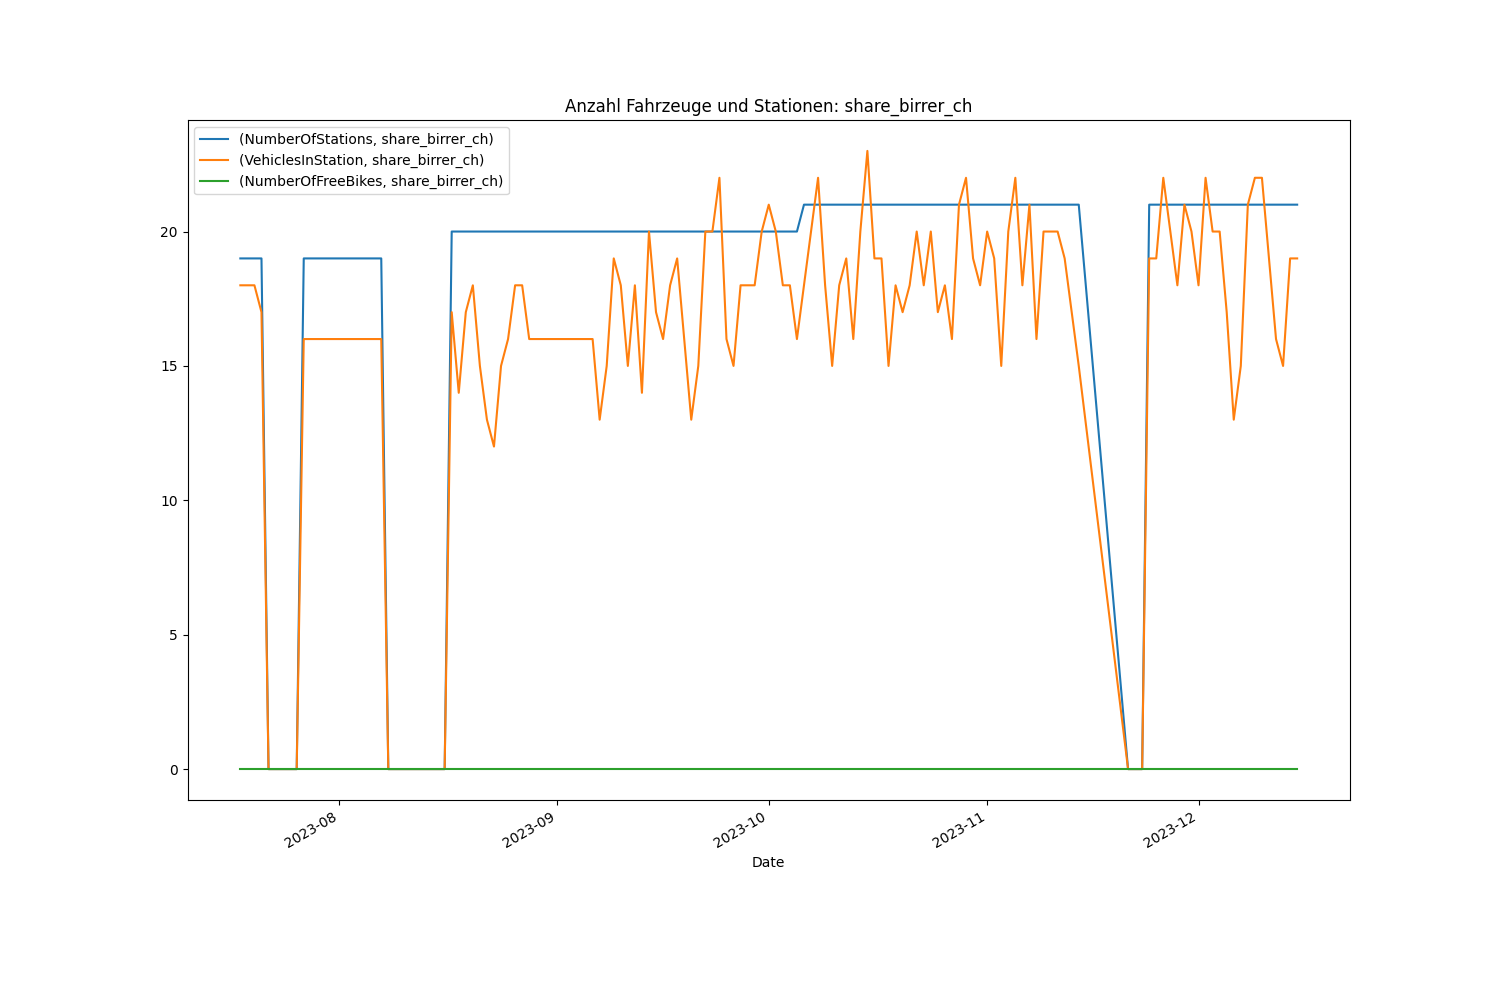 Anzahl Fahrzeuge und Stationen: share_birrer_ch
(NumberOfStations, share_birrer_ch)
(VehiclesInStation, share_birrer_ch)
(NumberOfFreeBikes, share_birrer_ch)
20
15
10
5
0
2023-08
2023-09
2023-10
2023-11
2023-12
Date